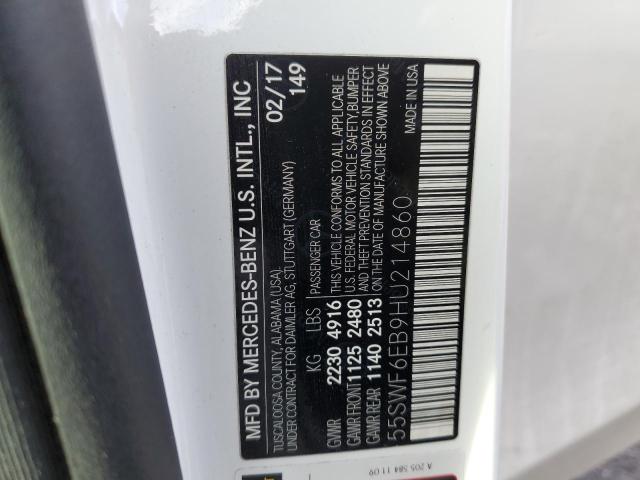 MFD BY MERCEDES-BENZ U.S. INTL., INC
TUSCALOOSA COUNTY, ALABAMA (USA)
UNDER CONTRACT FOR DAIMLER AG, STUTTGART (GERMANY)
02/17
149
KG LBS
PASSENGER CAR
GVWR 2230 4916
GAWR FRONT 1125 2480
GAWR REAR 1140 2513
THIS VEHICLE CONFORMS TO ALL APPLICABLE
U.S. FEDERAL MOTOR VEHICLE SAFETY,BUMPER,
AND THEFT PREVENTION STANDARDS IN EFFECT
ON THE DATE OF MANUFACTURE SHOWN ABOVE
55SWF6EB9HU214860
MADE IN USA
A 205 584 11 09